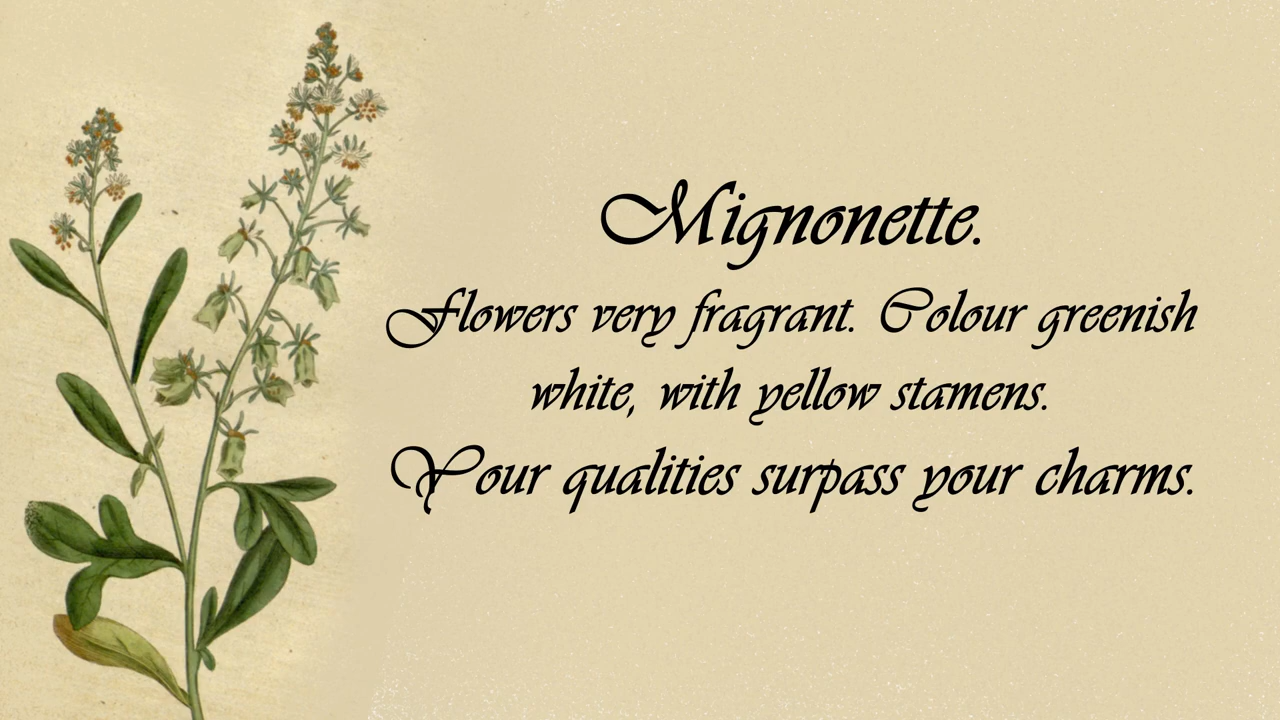 Mignonette.
Flowers very fragrant. Colour greenish
white, with yellow stamens.
Your qualities surpass your charms.